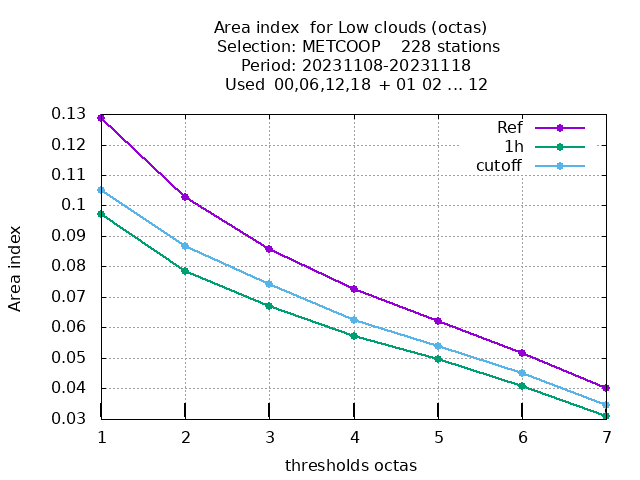 Area index  for Low clouds (octas)
Selection: METCOOP    228 stations
Period: 20231108-20231118
Used  00,06,12,18  + 01 02 ... 12
0.13
0.12
0.11
0.1
0.09
0.08
0.07
0.06
0.05
0.04
0.03
Area index
Ref
1h
cutoff
1 2 3 4 5 6 7
thresholds octas